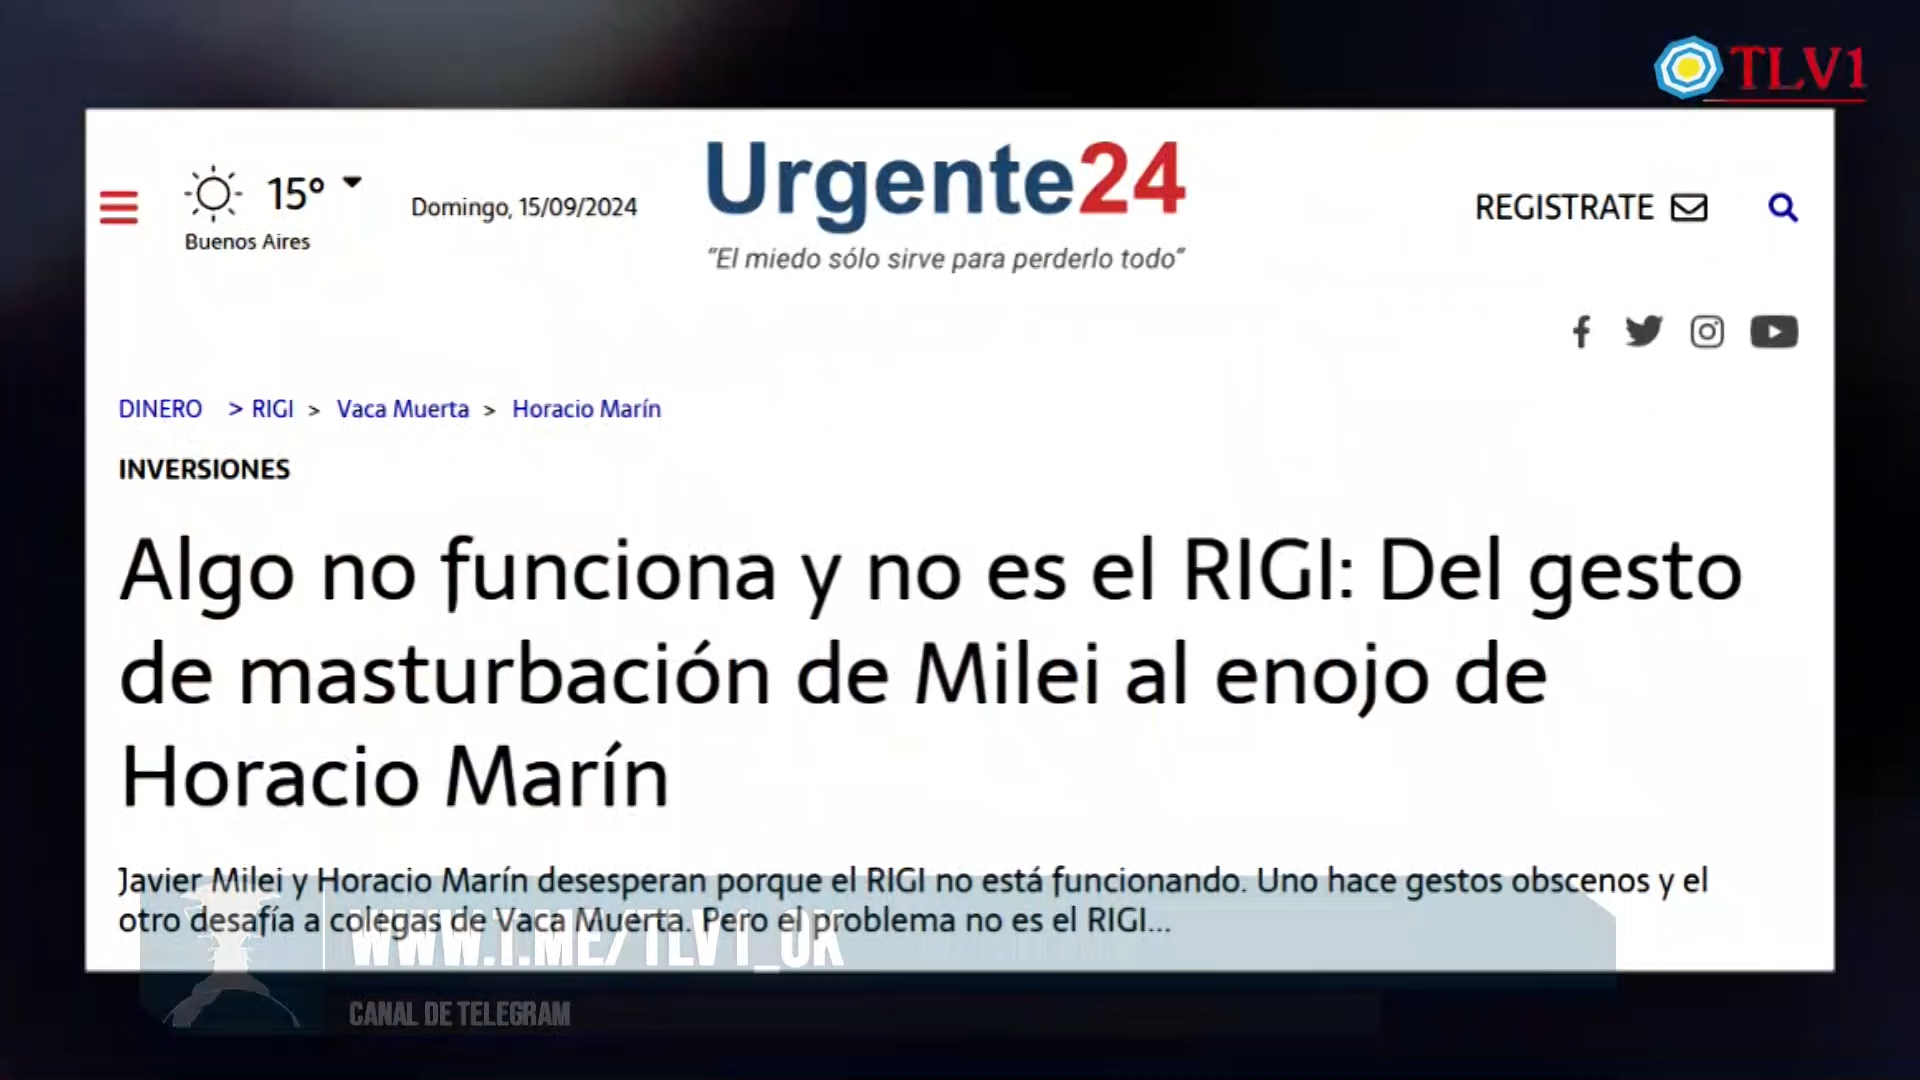 TLV1
15°
Buenos Aires
Domingo, 15/09/2024
Urgente24
"El miedo sólo sirve para perderlo todo"
REGISTRATE
DINERO > RIGI > Vaca Muerta > Horacio Marín
INVERSIONES
Algo no funciona y no es el RIGI: Del gesto
de masturbación de Milei al enojo de
Horacio Marín
Javier Milei y Horacio Marín desesperan porque el RIGI no está funcionando. Uno hace gestos obscenos y el
otro desafía a colegas de Vaca Muerta. Pero el problema no es el RIGI...
WWW.T.ME/TLV1_OK
CANAL DE TELEGRAM